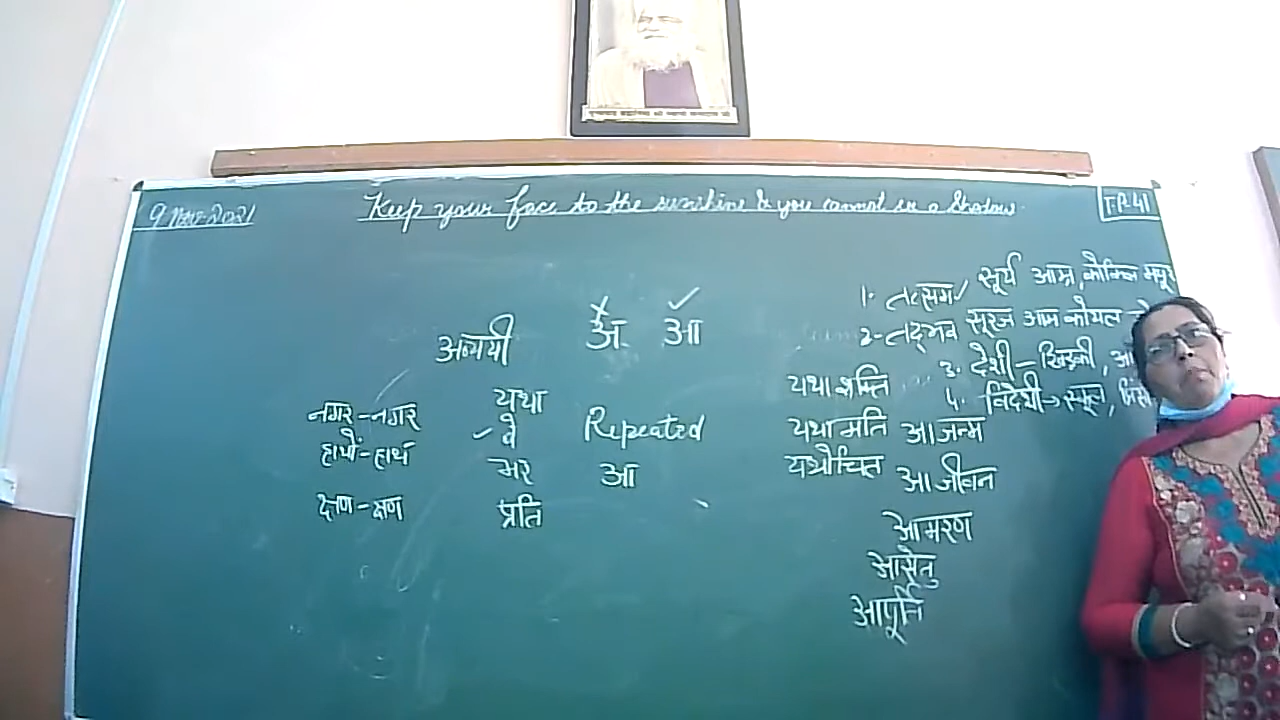 9 Nov-2021
Keep your face to the sunshine & you cannot see a shadow.
T.P. 41
1. तत्सम सूर्य आम्र, कोकिल मयूर
2- तद्भव सूरज आम कोयल
3. देशी - खिड़की,
4. विदेशी → स्कूल,
अव्ययी
अ आ
यथा
बे
भर
प्रति
Repeated
आ
नगर-नगर
हाथों-हाथ
क्षण-क्षण
यथाशक्ति
यथामति
यथोचित
आजन्म
आजीवन
आमरण
आसेतु
आपूर्ति